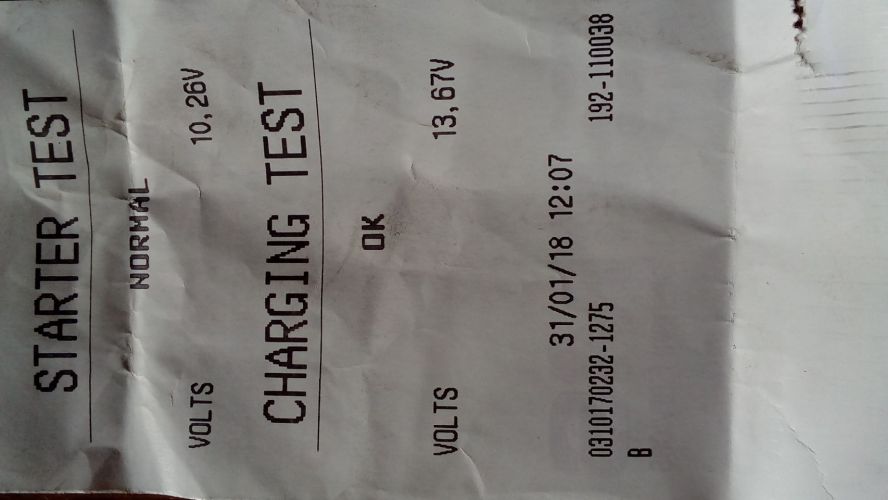 STARTER TEST
NORMAL
VOLTS 10,26V
CHARGING TEST
OK
VOLTS 13,67V
31/01/18 12:07
0310170232-1275 192-110038
B